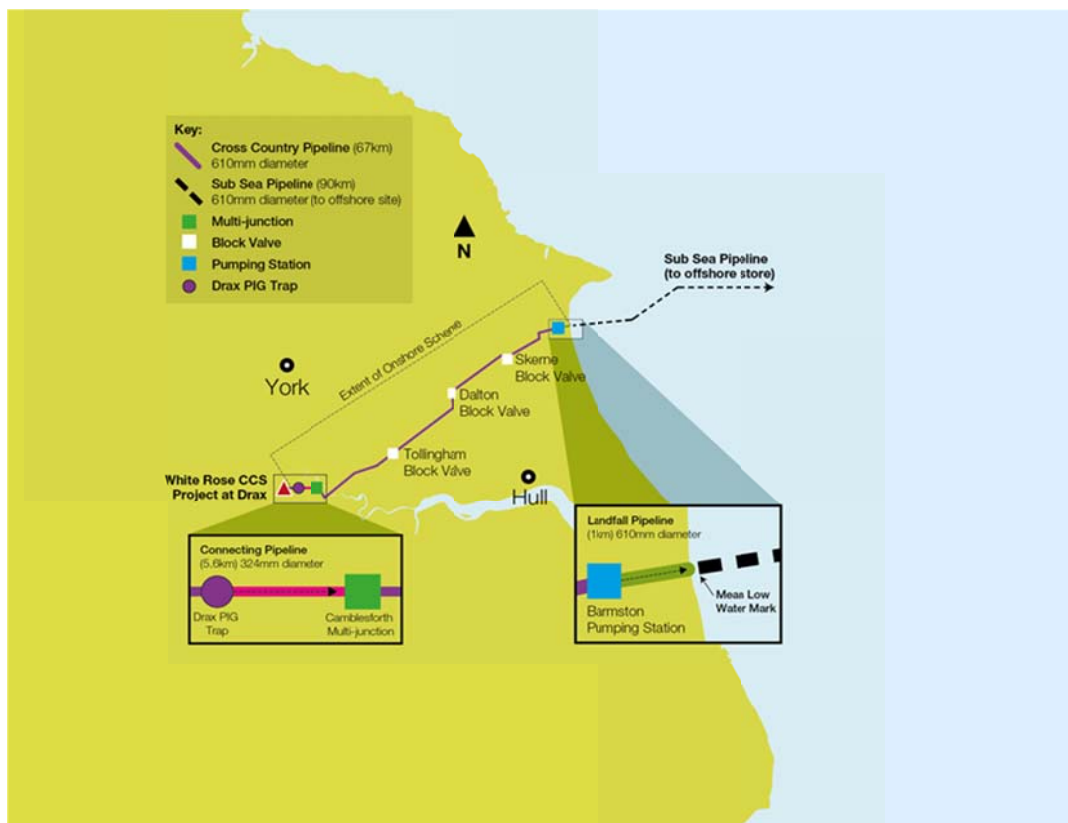 Key:
Cross Country Pipeline (67km)
610mm diameter
Sub Sea Pipeline (90km)
610mm diameter (to offshore site)
Multi-junction
Block Valve
Pumping Station
Drax PIG Trap
N
Sub Sea Pipeline
(to offshore store)
Extent of Onshore Scheme
York
Skerne
Block Valve
Dalton
Block Valve
Tollingham
Block Valve
White Rose CCS
Project at Drax
Hull
Connecting Pipeline
(5.6km) 324mm diameter
Drax PIG
Trap
Camblesforth
Multi-junction
Landfall Pipeline
(1km) 610mm diameter
Mean Low
Water Mark
Barmston
Pumping Station